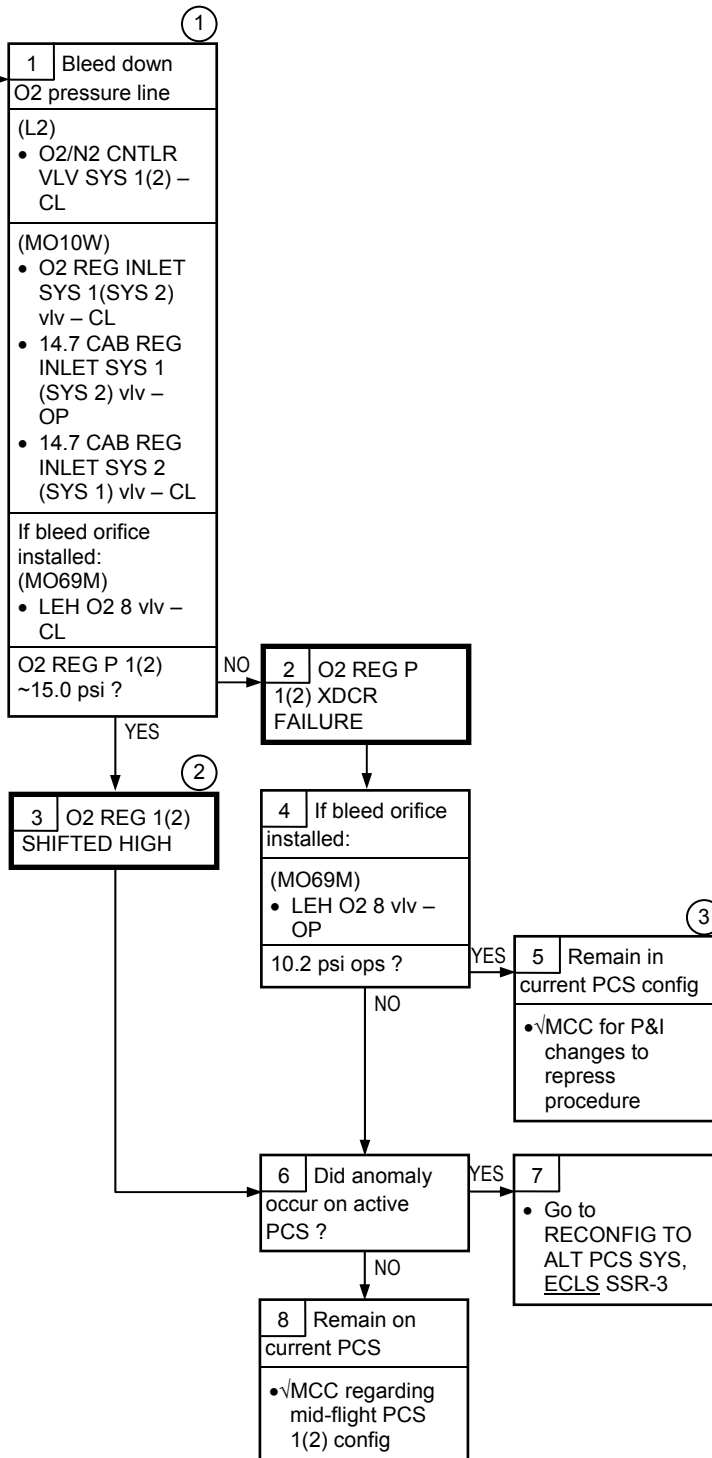 1
1 Bleed down
O2 pressure line
(L2)
• O2/N2 CNTLR
VLV SYS 1(2) –
CL
(MO10W)
• O2 REG INLET
SYS 1(SYS 2)
vlv – CL
• 14.7 CAB REG
INLET SYS 1
(SYS 2) vlv –
OP
• 14.7 CAB REG
INLET SYS 2
(SYS 1) vlv – CL
If bleed orifice
installed:
(MO69M)
• LEH O2 8 vlv –
CL
O2 REG P 1(2)
~15.0 psi ?
NO
YES
2 O2 REG P
1(2) XDCR
FAILURE
2
3 O2 REG 1(2)
SHIFTED HIGH
4 If bleed orifice
installed:
(MO69M)
• LEH O2 8 vlv –
OP
10.2 psi ops ?
YES
NO
3
5 Remain in
current PCS config
•√MCC for P&I
changes to
repress
procedure
6 Did anomaly
occur on active
PCS ?
YES
NO
7
• Go to
RECONFIG TO
ALT PCS SYS,
ECLS SSR-3
8 Remain on
current PCS
•√MCC regarding
mid-flight PCS
1(2) config